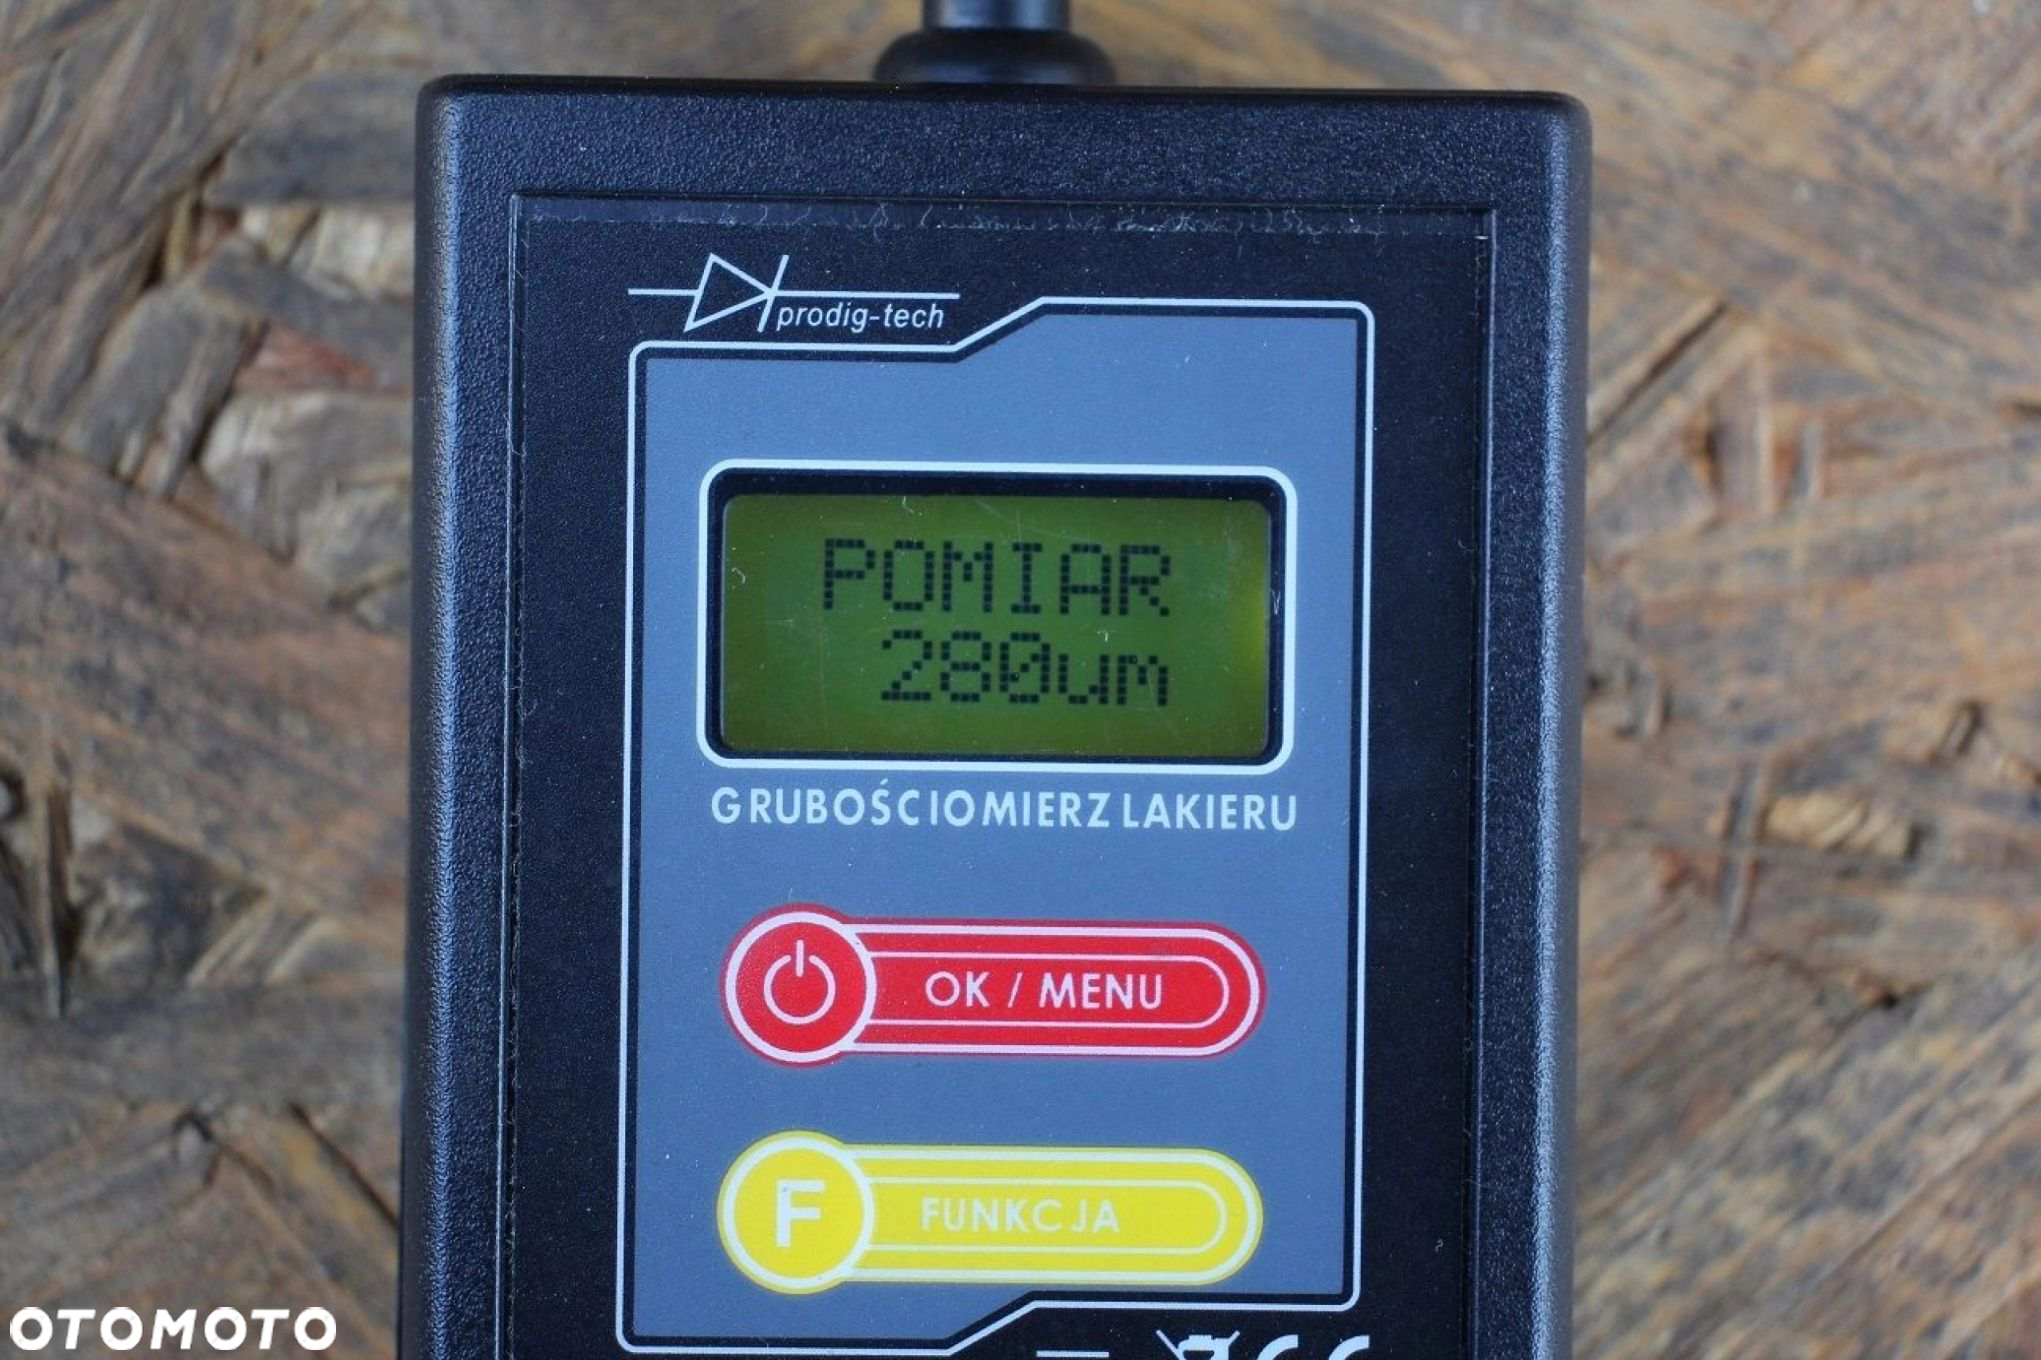 prodig-tech
POMIAR
280um
GRUBOŚCIOMIERZ LAKIERU
OK / MENU
F FUNKCJA
OTOMOTO